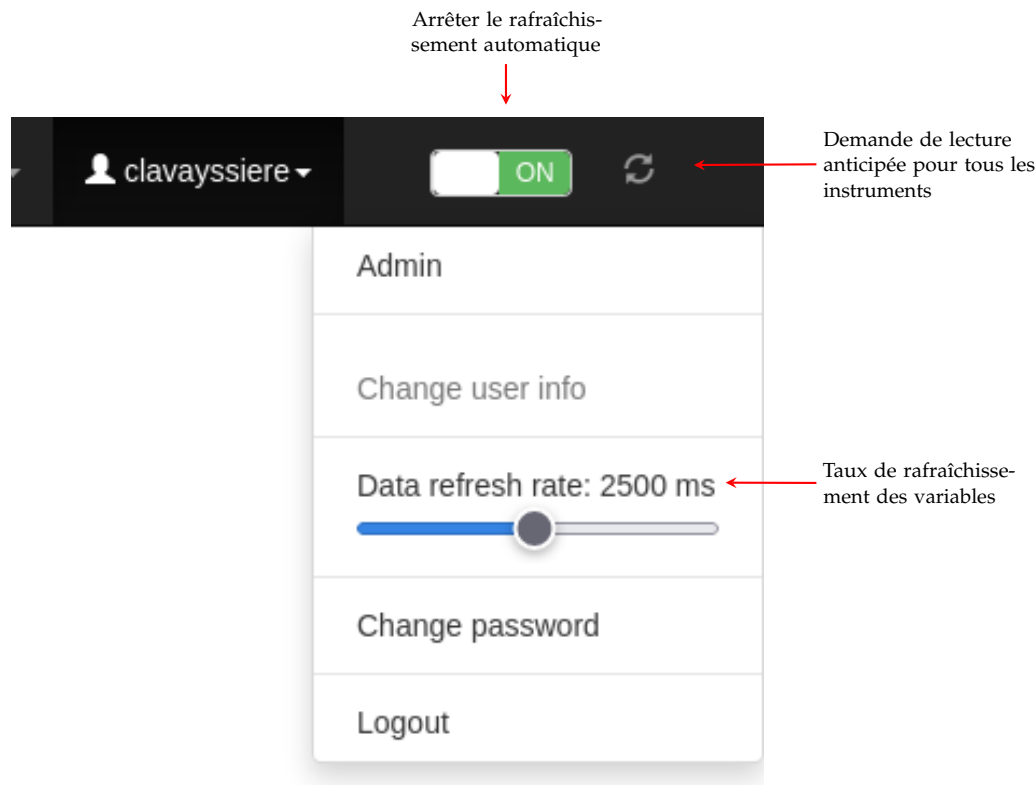 Arrêter le rafraîchis-
sement automatique
clavayssiere
ON
Demande de lecture
anticipée pour tous les
instruments
Admin
Change user info
Data refresh rate: 2500 ms
Taux de rafraîchisse-
ment des variables
Change password
Logout